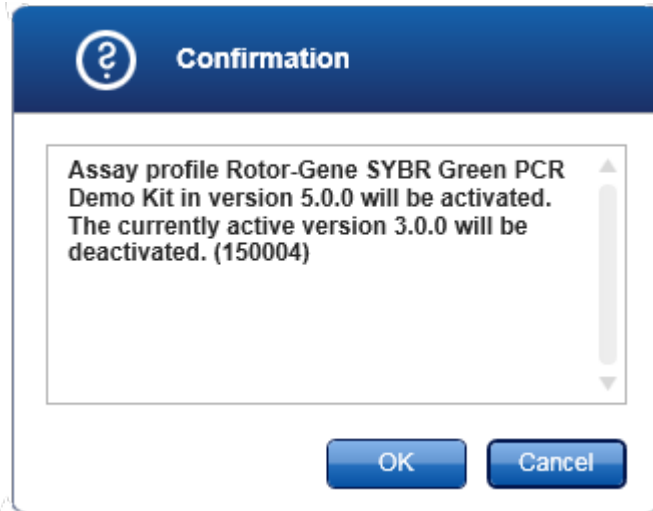 Confirmation
Assay profile Rotor-Gene SYBR Green PCR
Demo Kit in version 5.0.0 will be activated.
The currently active version 3.0.0 will be
deactivated. (150004)
OK
Cancel